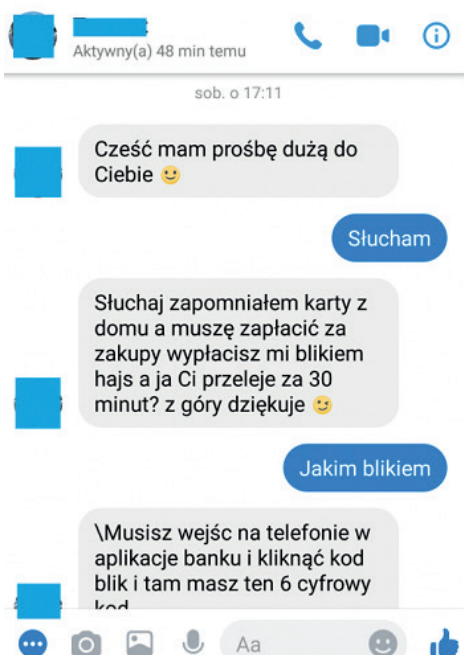 Aktywny(a) 48 min temu
sob. o 17:11
Cześć mam prośbę dużą do
Ciebie 🙂
Słucham
Słuchaj zapomniałem karty z
domu a muszę zapłacić za
zakupy wypłacisz mi blikiem
hajs a ja Ci przeleje za 30
minut? z góry dziękuje 😉
Jakim blikiem
\Musisz wejśc na telefonie w
aplikacje banku i kliknąć kod
blik i tam masz ten 6 cyfrowy
kod
Aa